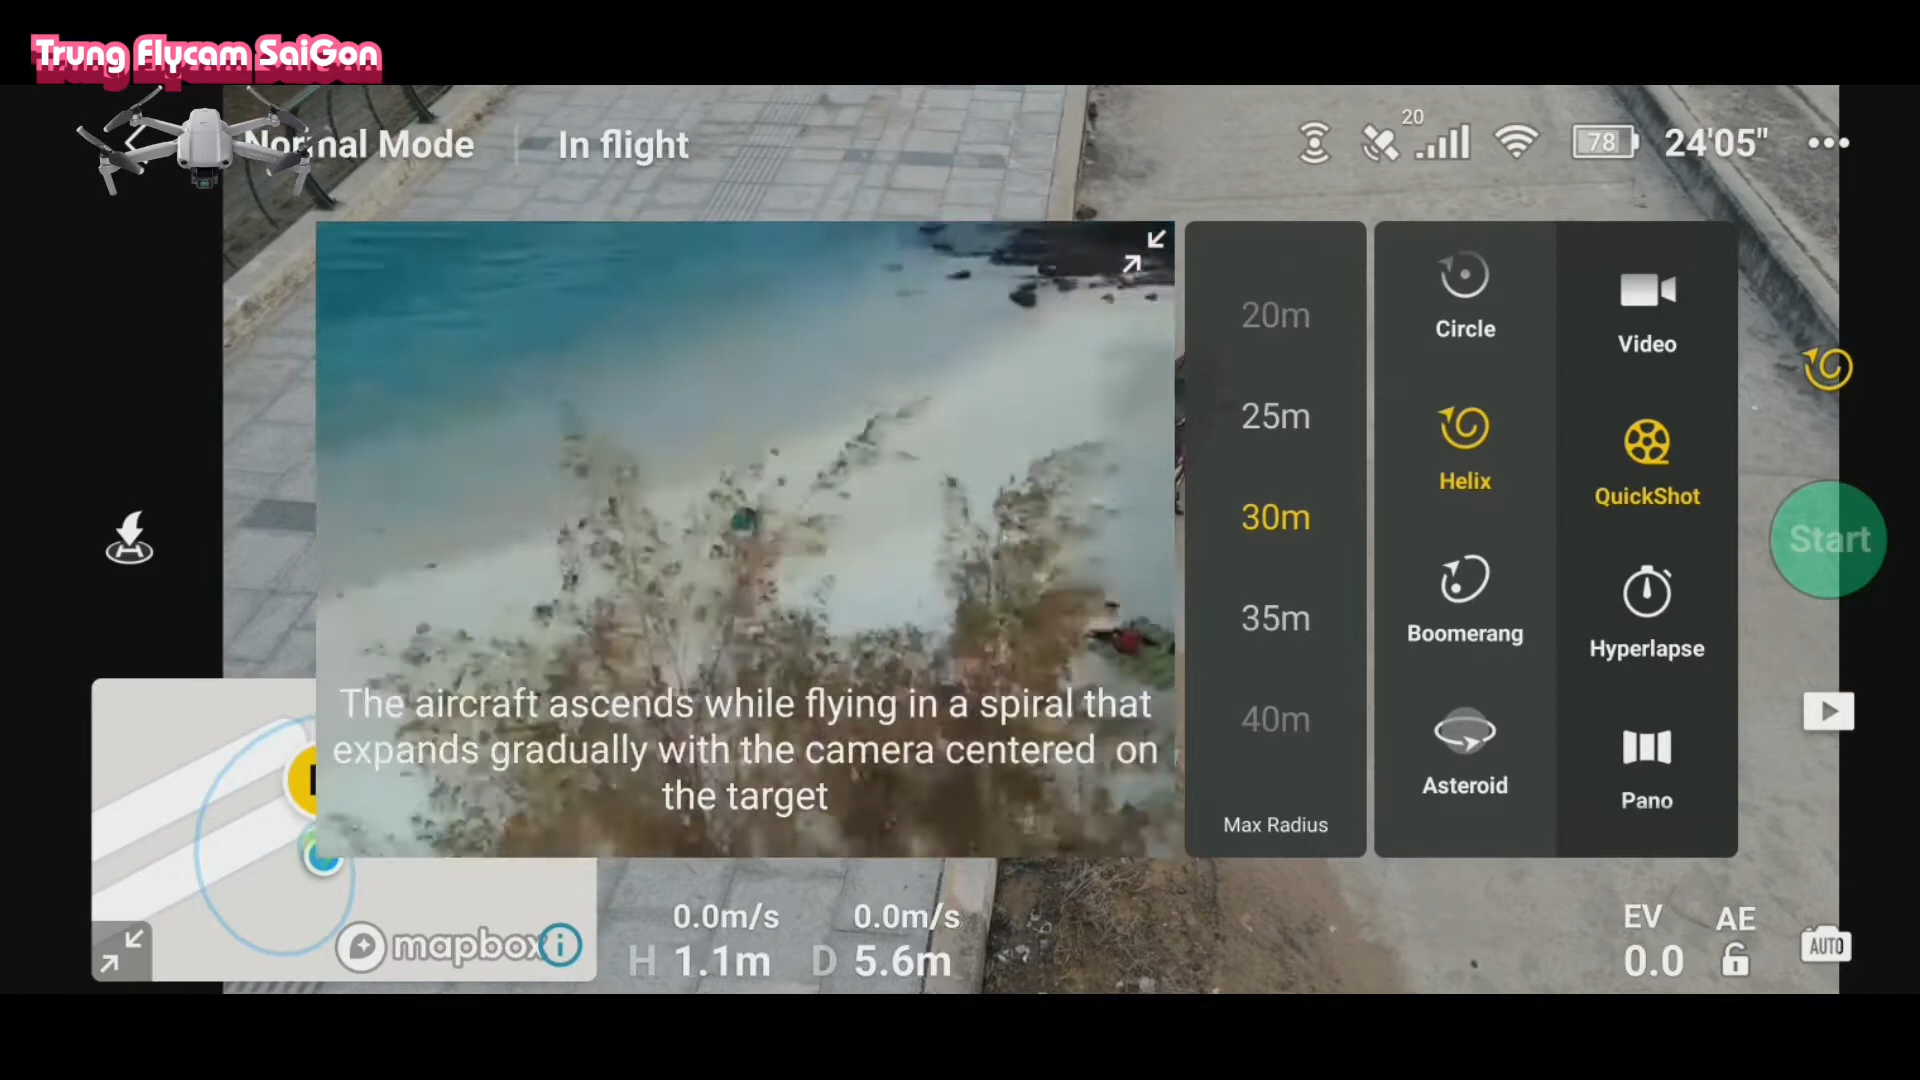 Trung Flycam SaiGon
Normal Mode
In flight
20
78
24'05"
20m
25m
30m
35m
40m
Max Radius
Circle
Helix
Boomerang
Asteroid
Video
QuickShot
Hyperlapse
Pano
Start
The aircraft ascends while flying in a spiral that
expands gradually with the camera centered on
the target
mapbox
0.0m/s
0.0m/s
H 1.1m
D 5.6m
EV
0.0
AE
AUTO